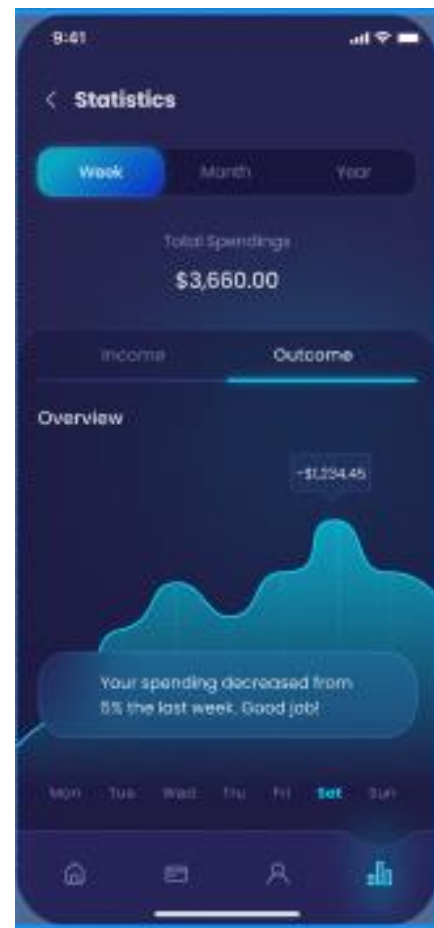 9:41
Statistics
Week Month Year
Total Spendings
$3,660.00
Income Outcome
Overview
-$1,234.45
Your spending decreased from
5% the last week. Good job!
Mon Tue Wed Thu Fri Sat Sun